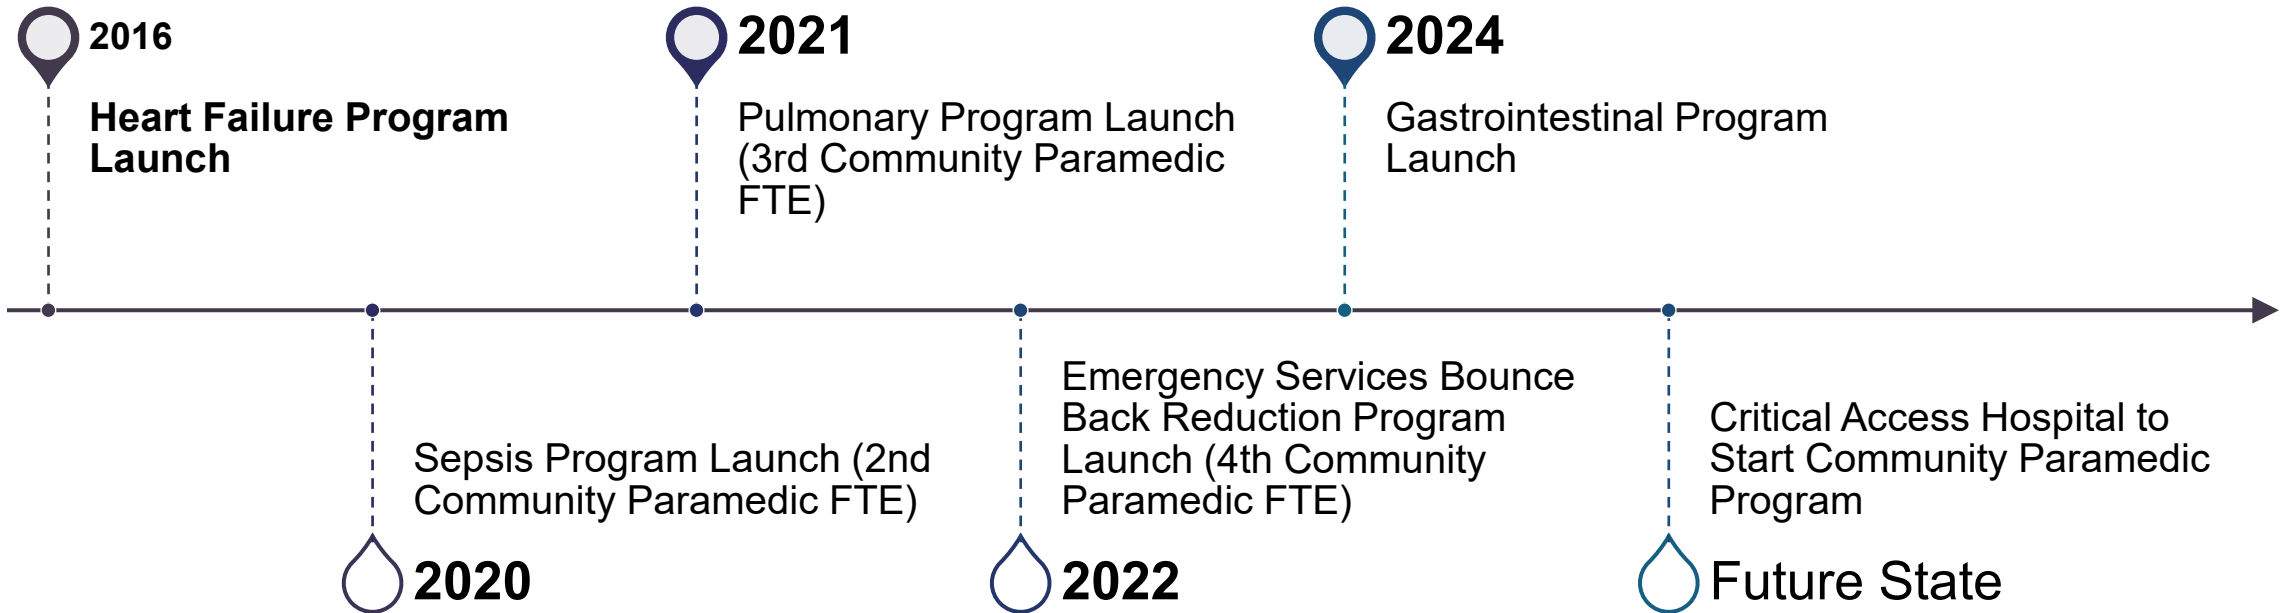 2016
Heart Failure Program
Launch
Sepsis Program Launch (2nd
Community Paramedic FTE)
2020
2021
Pulmonary Program Launch
(3rd Community Paramedic
FTE)
Emergency Services Bounce
Back Reduction Program
Launch (4th Community
Paramedic FTE)
2022
2024
Gastrointestinal Program
Launch
Critical Access Hospital to
Start Community Paramedic
Program
Future State